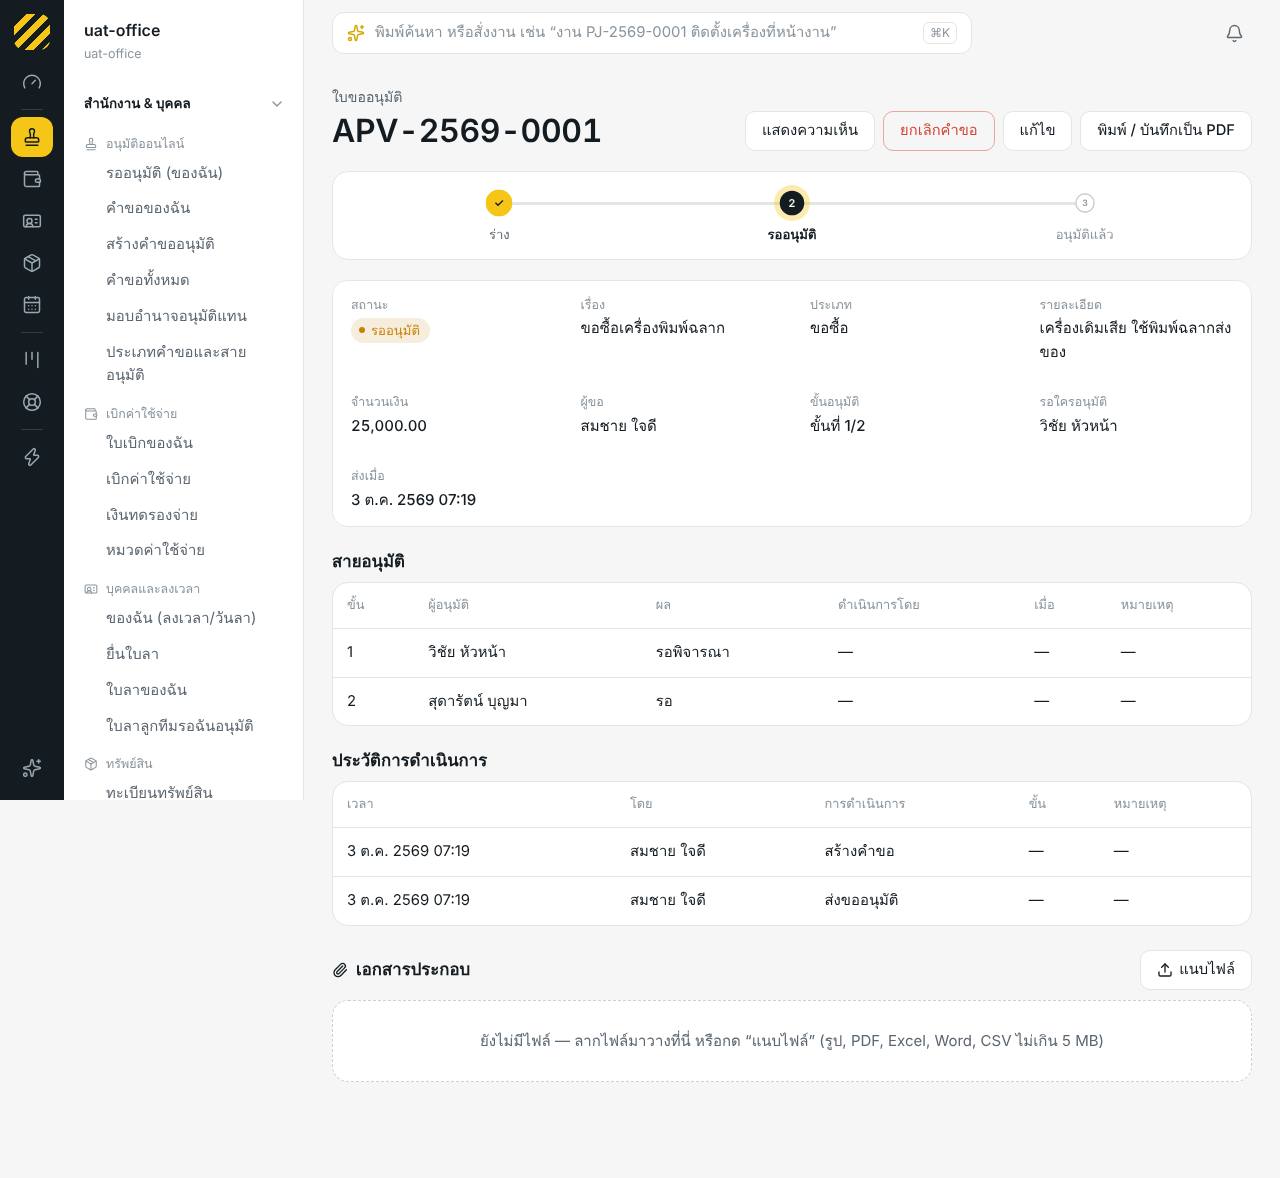 uat-office
uat-office
สำนักงาน & บุคคล
อนุมัติออนไลน์
รออนุมัติ (ของฉัน)
คำขอของฉัน
สร้างคำขออนุมัติ
คำขอทั้งหมด
มอบอำนาจอนุมัติแทน
ประเภทคำขอและสาย
อนุมัติ
เบิกค่าใช้จ่าย
ใบเบิกของฉัน
เบิกค่าใช้จ่าย
เงินทดรองจ่าย
หมวดค่าใช้จ่าย
บุคคลและลงเวลา
ของฉัน (ลงเวลา/วันลา)
ยื่นใบลา
ใบลาของฉัน
ใบลาลูกทีมรอฉันอนุมัติ
ทรัพย์สิน
ทะเบียนทรัพย์สิน
พิมพ์ค้นหา หรือสั่งงาน เช่น “งาน PJ-2569-0001 ติดตั้งเครื่องที่หน้างาน” ⌘K
ใบขออนุมัติ
APV-2569-0001
แสดงความเห็น ยกเลิกคำขอ แก้ไข พิมพ์ / บันทึกเป็น PDF
2 3
ร่าง รออนุมัติ อนุมัติแล้ว
สถานะ เรื่อง ประเภท รายละเอียด
รออนุมัติ ขอซื้อเครื่องพิมพ์ฉลาก ขอซื้อ เครื่องเดิมเสีย ใช้พิมพ์ฉลากส่ง
ของ
จำนวนเงิน ผู้ขอ ขั้นอนุมัติ รอใครอนุมัติ
25,000.00 สมชาย ใจดี ขั้นที่ 1/2 วิชัย หัวหน้า
ส่งเมื่อ
3 ต.ค. 2569 07:19
สายอนุมัติ
ขั้น ผู้อนุมัติ ผล ดำเนินการโดย เมื่อ หมายเหตุ
1 วิชัย หัวหน้า รอพิจารณา — — —
2 สุดารัตน์ บุญมา รอ — — —
ประวัติการดำเนินการ
เวลา โดย การดำเนินการ ขั้น หมายเหตุ
3 ต.ค. 2569 07:19 สมชาย ใจดี สร้างคำขอ — —
3 ต.ค. 2569 07:19 สมชาย ใจดี ส่งขออนุมัติ — —
เอกสารประกอบ แนบไฟล์
ยังไม่มีไฟล์ — ลากไฟล์มาวางที่นี่ หรือกด “แนบไฟล์” (รูป, PDF, Excel, Word, CSV ไม่เกิน 5 MB)